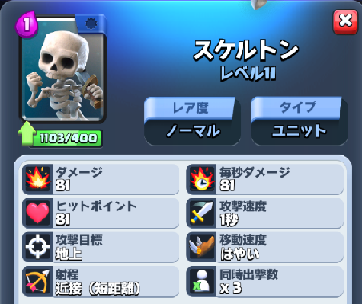 1
スケルトン
レベル11
1103/400
レア度
ノーマル
タイプ
ユニット
ダメージ
81
毎秒ダメージ
81
ヒットポイント
81
攻撃速度
1秒
攻撃目標
地上
移動速度
はやい
射程
近接（短距離）
同時出撃数
x 3